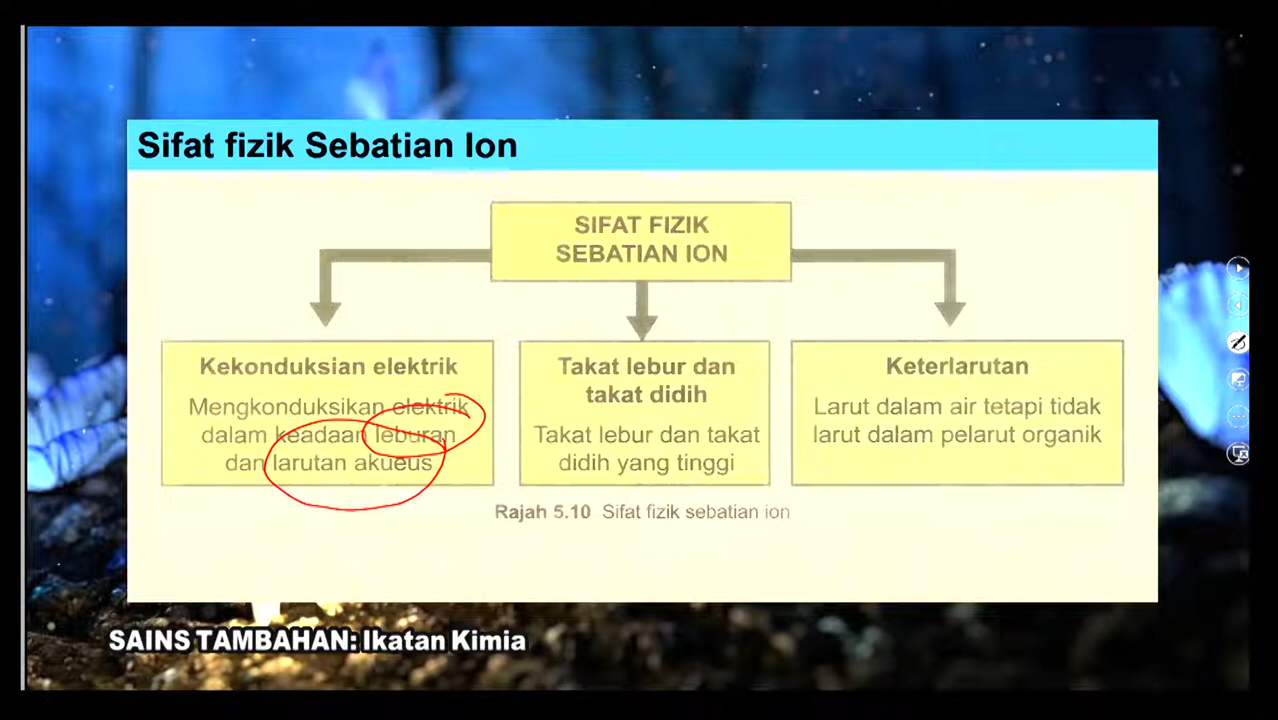 Sifat fizik Sebatian Ion
SIFAT FIZIK
SEBATIAN ION
Kekonduksian elektrik
Mengkonduksikan elektrik
dalam keadaan leburan
dan larutan akueus
Takat lebur dan
takat didih
Takat lebur dan takat
didih yang tinggi
Keterlarutan
Larut dalam air tetapi tidak
larut dalam pelarut organik
Rajah 5.10 Sifat fizik sebatian ion
SAINS TAMBAHAN: Ikatan Kimia